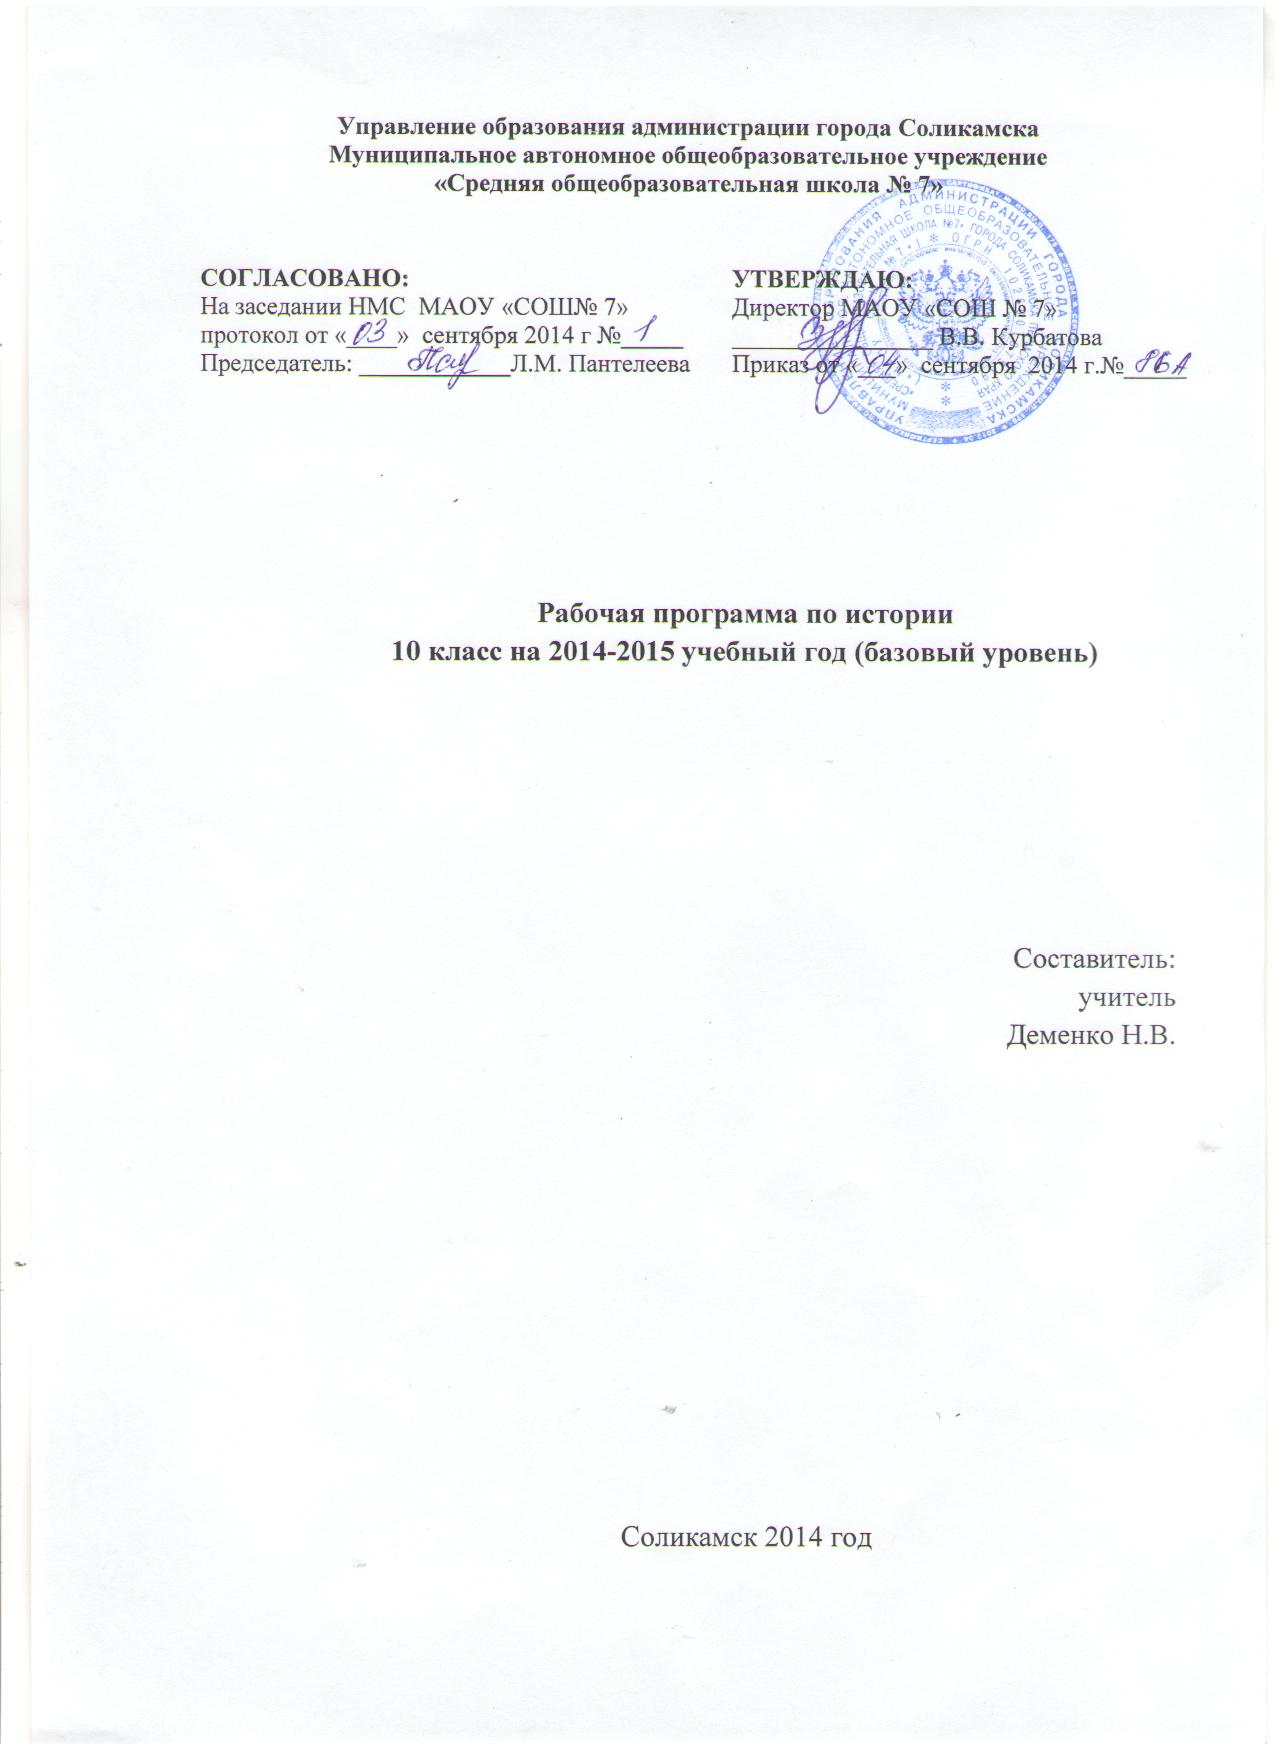 Управление образования администрации города Соликамска
Муниципальное автономное общеобразовательное учреждение
«Средняя общеобразовательная школа № 7»
СОГЛАСОВАНО:
На заседании НМС МАОУ «СОШ№ 7»
протокол от «03» сентября 2014 г №1
Председатель: ____________Л.М. Пантелеева
УТВЕРЖДАЮ:
Директор МАОУ «СОШ № 7»
________________В.В. Курбатова
Приказ от «04» сентября 2014 г.№
Рабочая программа по истории
10 класс на 2014-2015 учебный год (базовый уровень)
Составитель:
учитель
Деменко Н.В.
Соликамск 2014 год